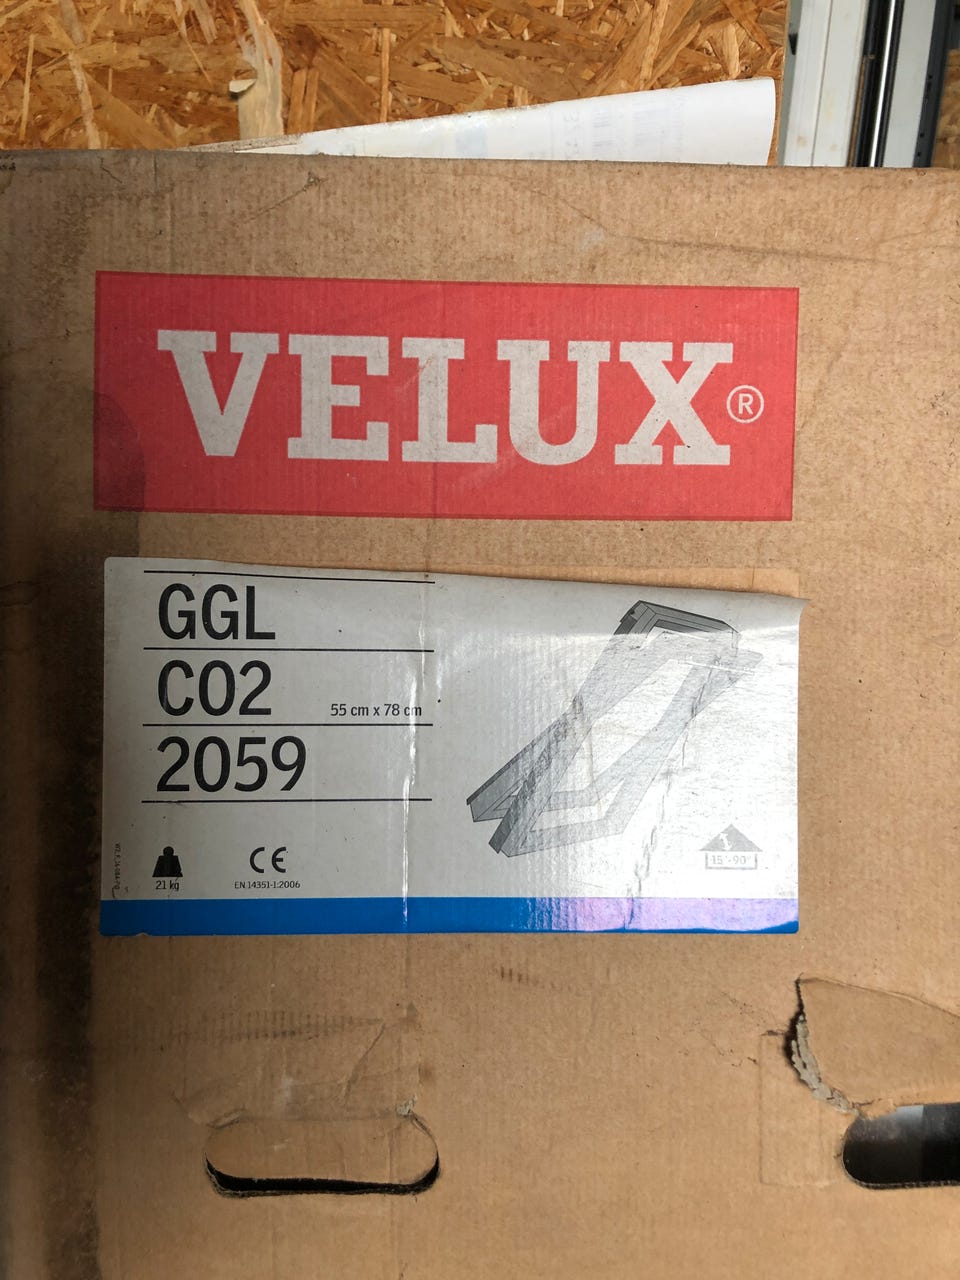 VELUX®
GGL
C02 55 cm x 78 cm
2059
21 kg
CE
EN 14351-1:2006
15°-90°